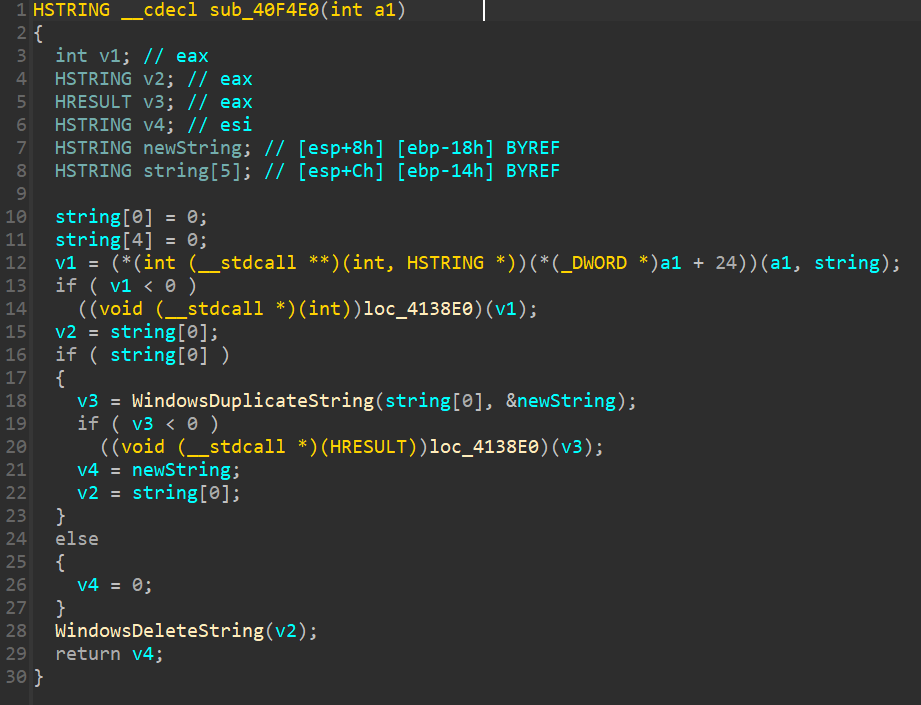 1 HSTRING __cdecl sub_40F4E0(int a1)
2 {
3   int v1; // eax
4   HSTRING v2; // eax
5   HRESULT v3; // eax
6   HSTRING v4; // esi
7   HSTRING newString; // [esp+8h] [ebp-18h] BYREF
8   HSTRING string[5]; // [esp+Ch] [ebp-14h] BYREF
9
10   string[0] = 0;
11   string[4] = 0;
12   v1 = (*(int (__stdcall **)(int, HSTRING *))(*(_DWORD *)a1 + 24))(a1, string);
13   if ( v1 < 0 )
14     ((void (__stdcall *)(int))loc_4138E0)(v1);
15   v2 = string[0];
16   if ( string[0] )
17   {
18     v3 = WindowsDuplicateString(string[0], &newString);
19     if ( v3 < 0 )
20       ((void (__stdcall *)(HRESULT))loc_4138E0)(v3);
21     v4 = newString;
22     v2 = string[0];
23   }
24   else
25   {
26     v4 = 0;
27   }
28   WindowsDeleteString(v2);
29   return v4;
30 }